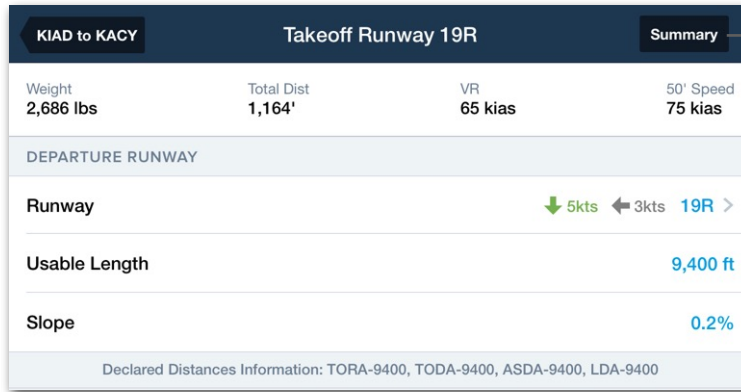 KIAD to KACY Takeoff Runway 19R Summary
Weight Total Dist VR 50' Speed
2,686 lbs 1,164' 65 kias 75 kias
DEPARTURE RUNWAY
Runway 5kts 3kts 19R
Usable Length 9,400 ft
Slope 0.2%
Declared Distances Information: TORA-9400, TODA-9400, ASDA-9400, LDA-9400